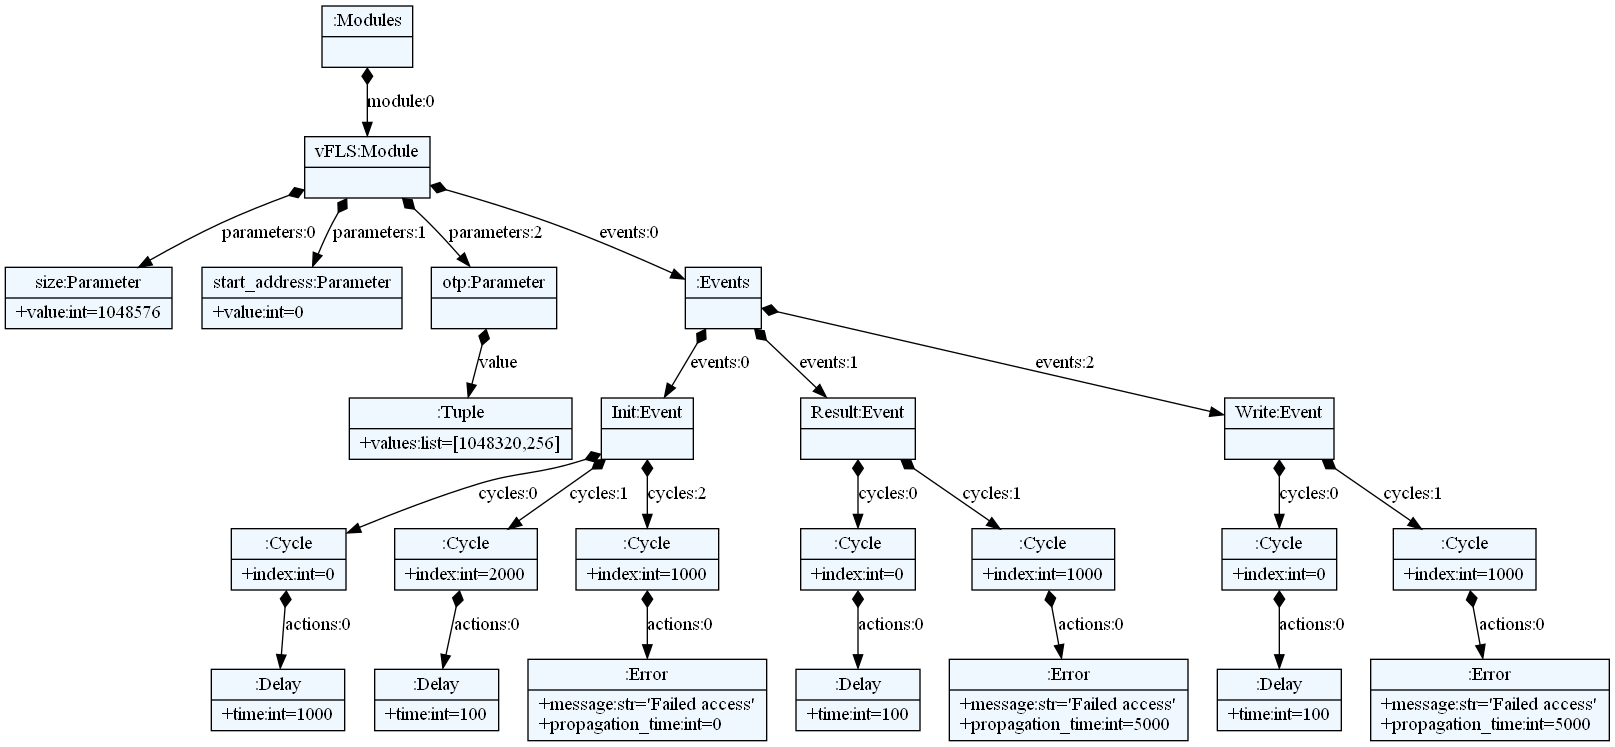 :Modules
module:0
vFLS:Module
parameters:0
parameters:1
parameters:2
events:0
size:Parameter
+value:int=1048576
start_address:Parameter
+value:int=0
otp:Parameter
:Events
value
events:0
events:1
events:2
:Tuple
+values:list=[1048320,256]
Init:Event
Result:Event
Write:Event
cycles:0
cycles:1
cycles:2
cycles:0
cycles:1
cycles:0
cycles:1
:Cycle
+index:int=0
:Cycle
+index:int=2000
:Cycle
+index:int=1000
:Cycle
+index:int=0
:Cycle
+index:int=1000
:Cycle
+index:int=0
:Cycle
+index:int=1000
actions:0
actions:0
actions:0
actions:0
actions:0
actions:0
actions:0
:Delay
+time:int=1000
:Delay
+time:int=100
:Error
+message:str='Failed access'
+propagation_time:int=0
:Delay
+time:int=100
:Error
+message:str='Failed access'
+propagation_time:int=5000
:Delay
+time:int=100
:Error
+message:str='Failed access'
+propagation_time:int=5000